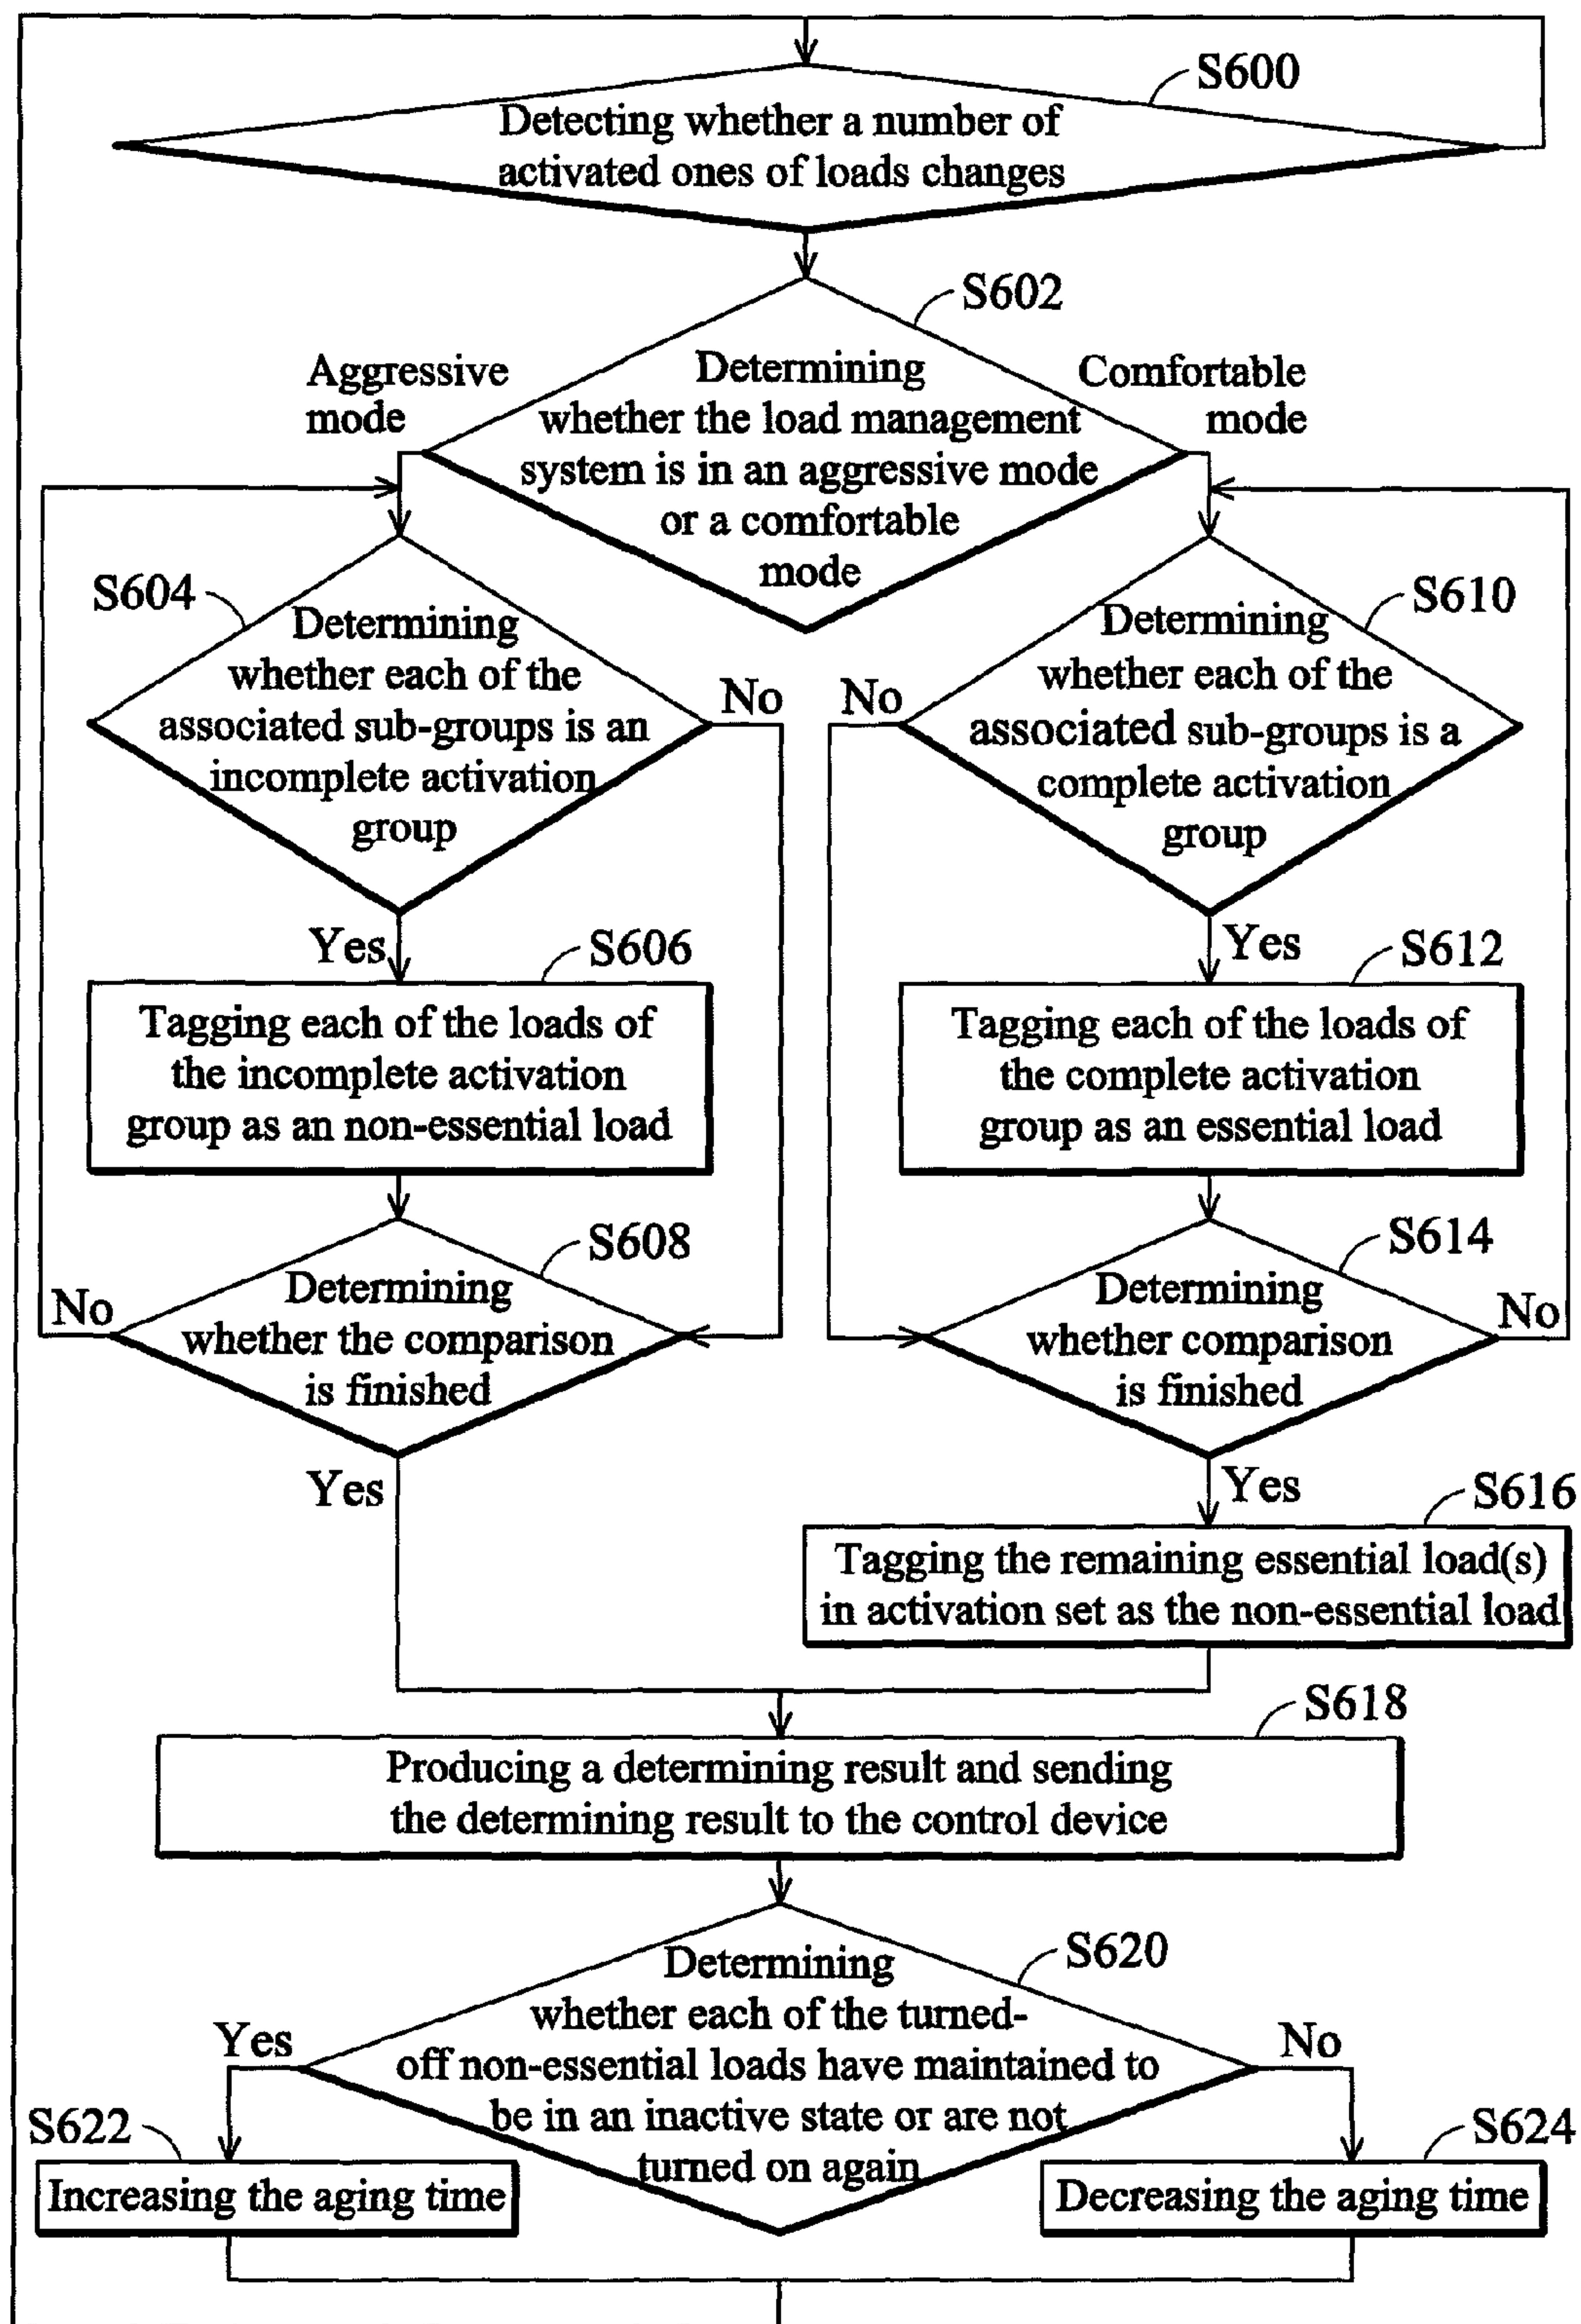 S600
Detecting whether a number of
activated ones of loads changes
S602
Aggressive
mode
Determining
whether the load management
system is in an aggressive mode
or a comfortable
mode
Comfortable
mode
S604
Determining
whether each of the
associated sub-groups is an
incomplete activation
group
No
S610
Determining
whether each of the
associated sub-groups is a
complete activation
group
No
Yes
S606
Tagging each of the loads of
the incomplete activation
group as an non-essential load
Yes
S612
Tagging each of the loads of
the complete activation
group as an essential load
S608
No
Determining
whether the comparison
is finished
Yes
S614
Determining
whether comparison
is finished
No
Yes
S616
Tagging the remaining essential load(s)
in activation set as the non-essential load
S618
Producing a determining result and sending
the determining result to the control device
S620
Determining
whether each of the turned-
off non-essential loads have maintained to
be in an inactive state or are not
turned on again
Yes
No
S622
Increasing the aging time
S624
Decreasing the aging time